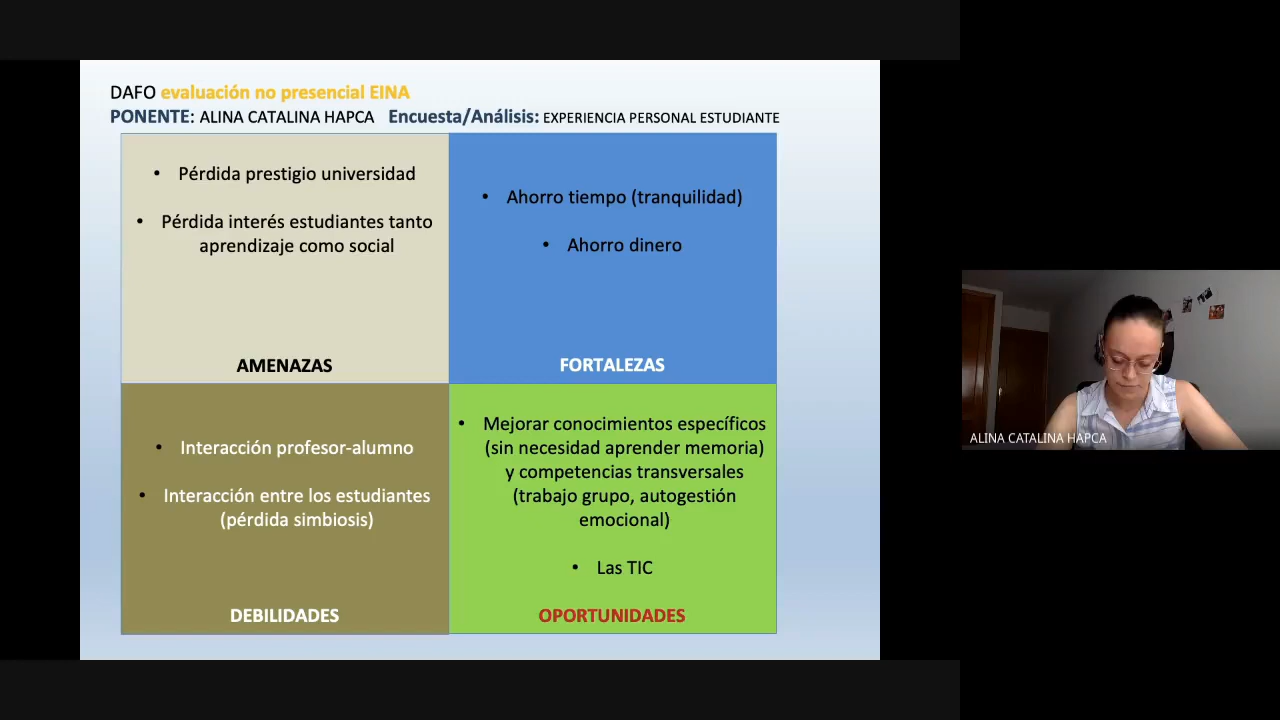 DAFO evaluación no presencial EINA
PONENTE: ALINA CATALINA HAPCA Encuesta/Análisis: EXPERIENCIA PERSONAL ESTUDIANTE
• Pérdida prestigio universidad
• Pérdida interés estudiantes tanto
aprendizaje como social
AMENAZAS
• Ahorro tiempo (tranquilidad)
• Ahorro dinero
FORTALEZAS
• Interacción profesor-alumno
• Interacción entre los estudiantes
(pérdida simbiosis)
DEBILIDADES
• Mejorar conocimientos específicos
(sin necesidad aprender memoria)
y competencias transversales
(trabajo grupo, autogestión
emocional)
• Las TIC
OPORTUNIDADES
ALINA CATALINA HAPCA